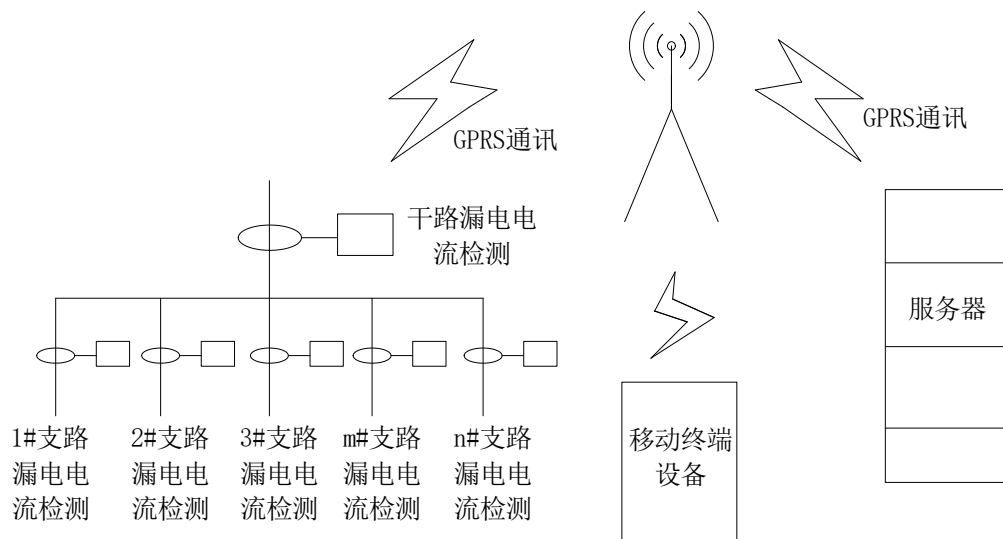 GPRS通讯
GPRS通讯
干路漏电电
流检测
服务器
1#支路
漏电电
流检测
2#支路
漏电电
流检测
3#支路
漏电电
流检测
m#支路
漏电电
流检测
n#支路
漏电电
流检测
移动终端
设备